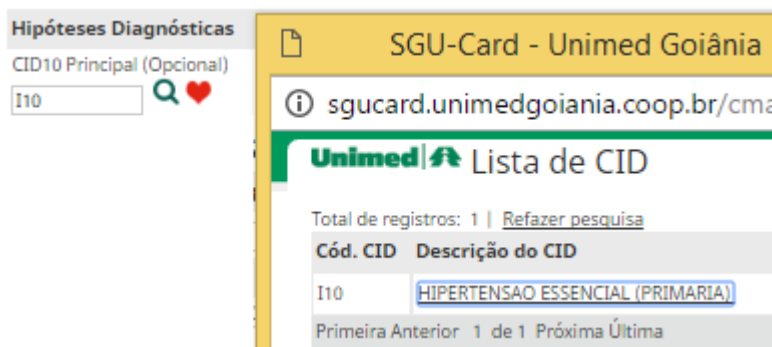 Hipóteses Diagnósticas
CID10 Principal (Opcional)
I10
SGU-Card - Unimed Goiânia
sgucard.unimedgoiania.coop.br/cma
Unimed Lista de CID
Total de registros: 1 | Refazer pesquisa
Cód. CID Descrição do CID
I10 HIPERTENSAO ESSENCIAL (PRIMARIA)
Primeira Anterior 1 de 1 Próxima Última